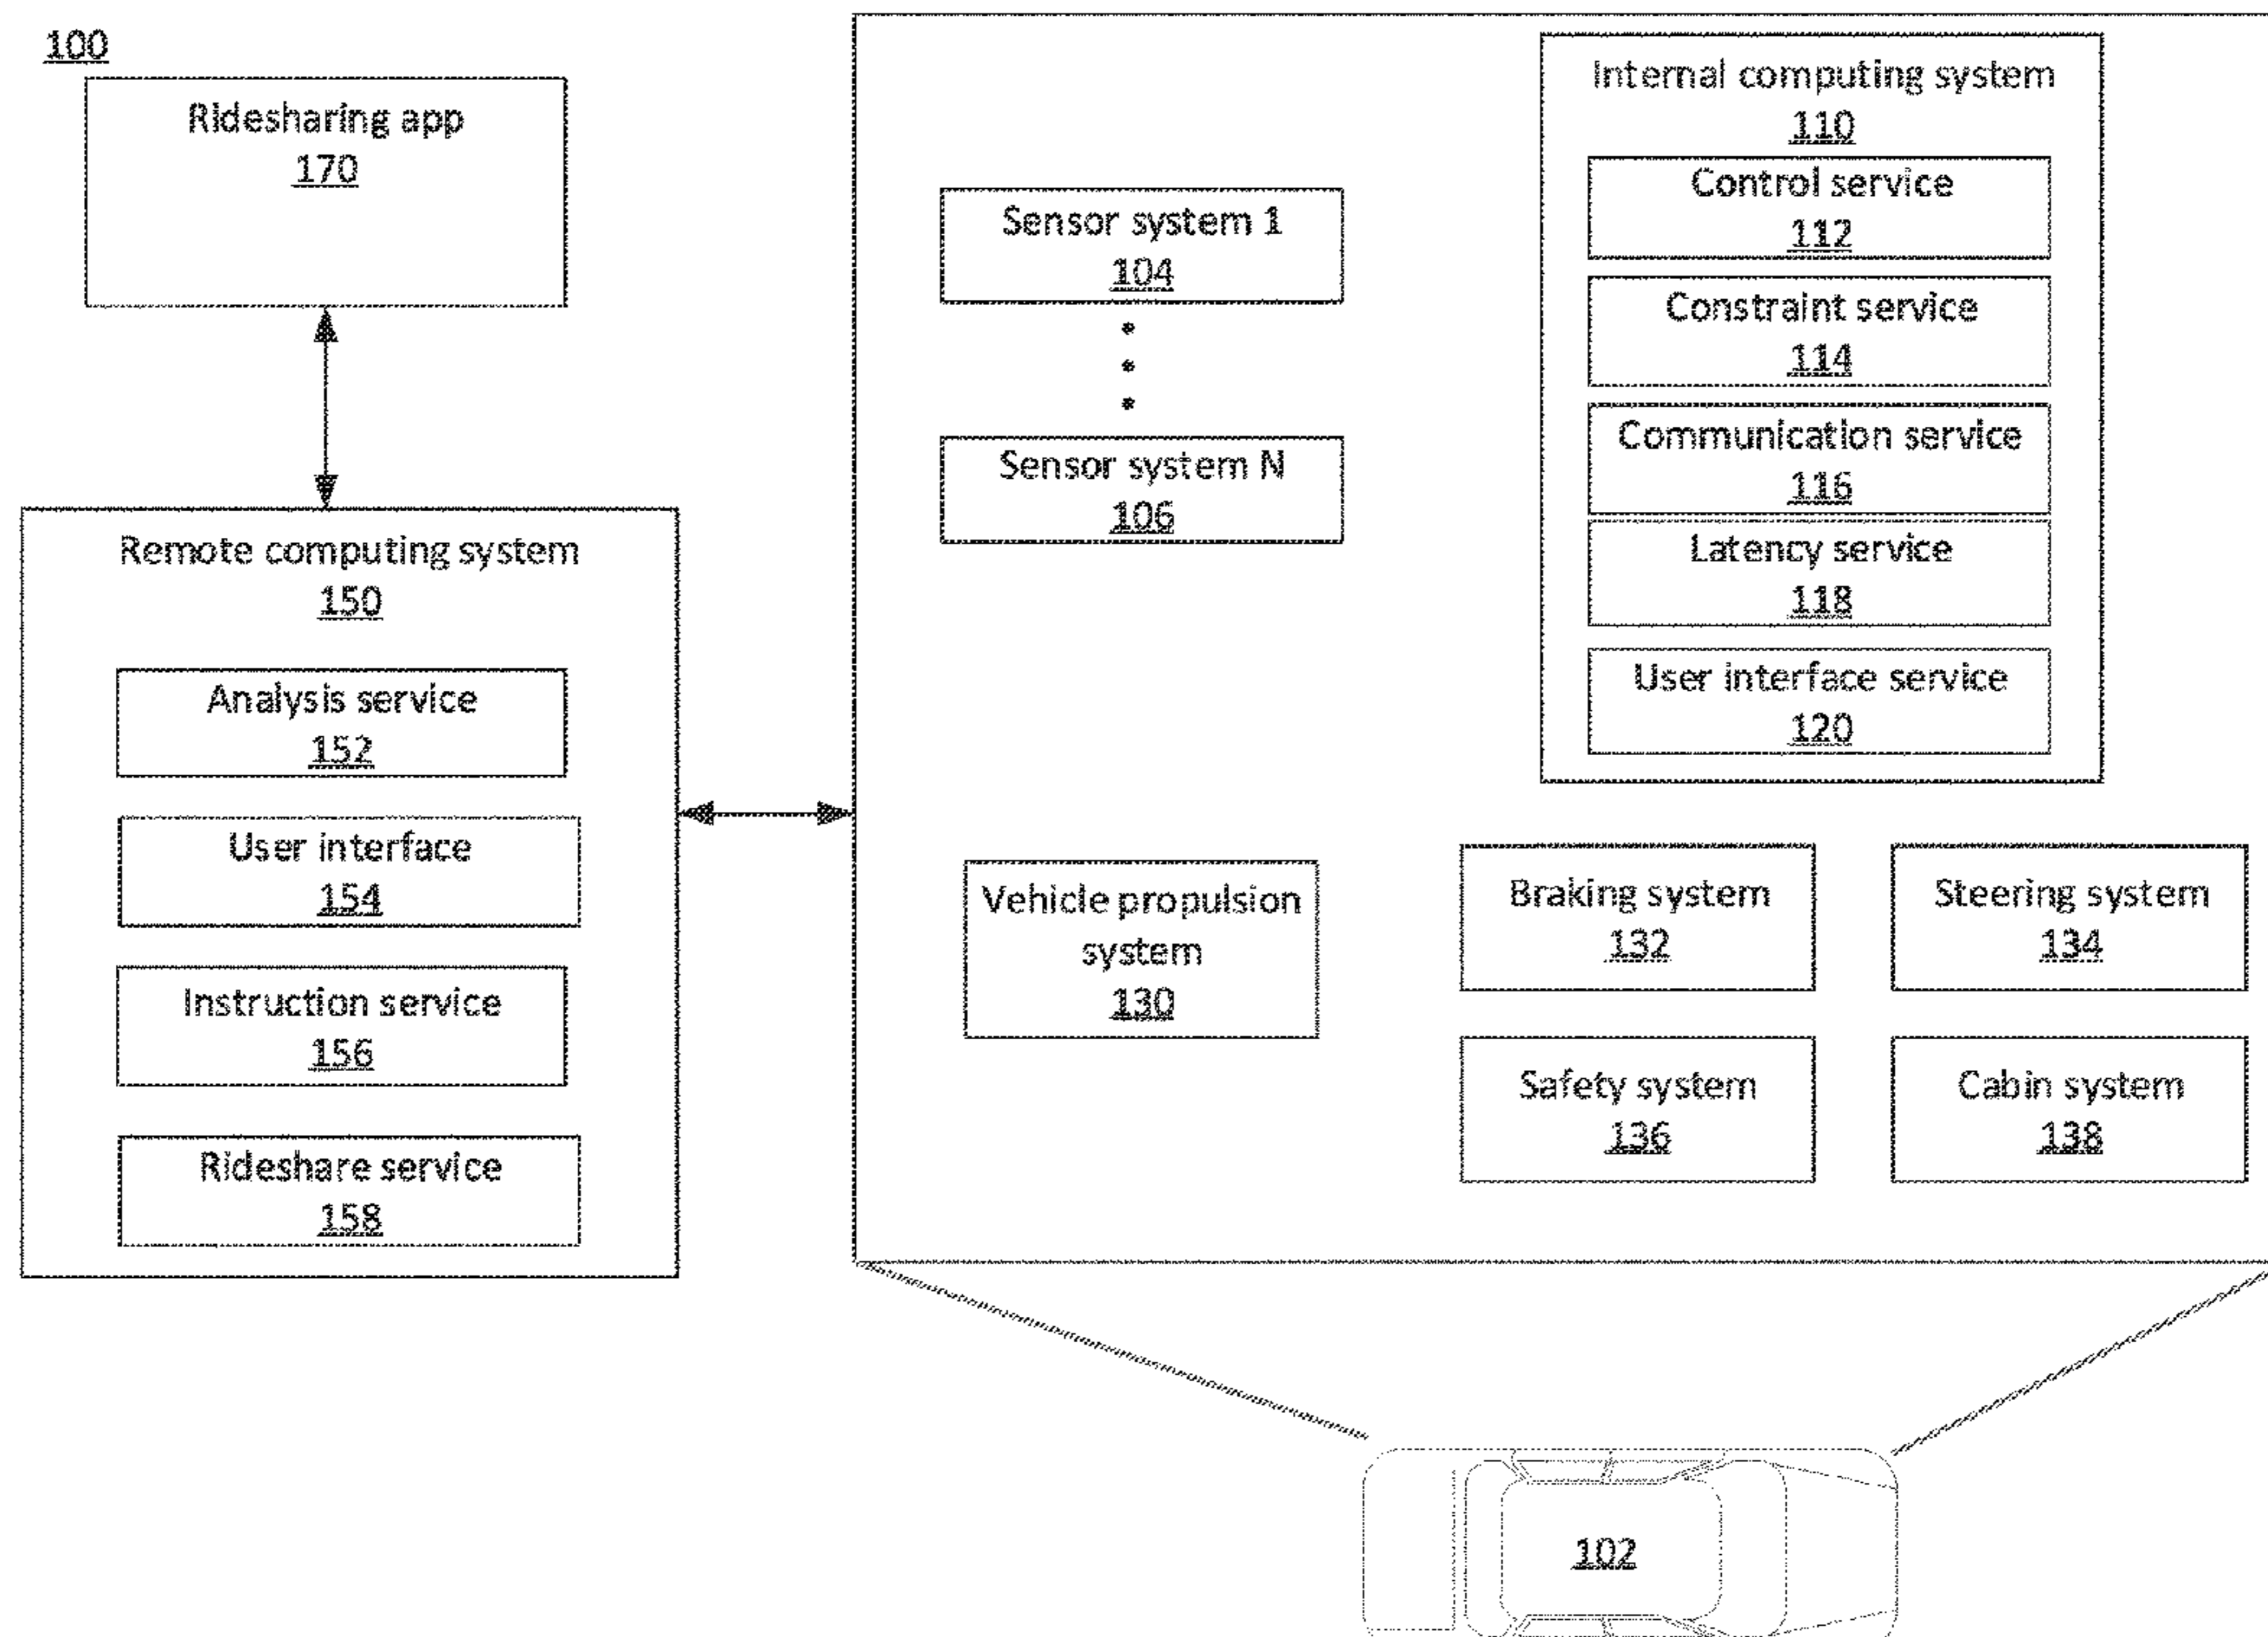 100
Ridesharing app
170
Remote computing system
150
Analysis service
152
User interface
154
Instruction service
156
Rideshare service
158
Sensor system 1
104
Sensor system N
106
Internal computing system
110
Control service
112
Constraint service
114
Communication service
116
Latency service
118
User interface service
120
Vehicle propulsion
system
130
Braking system
132
Steering system
134
Safety system
136
Cabin system
138
102